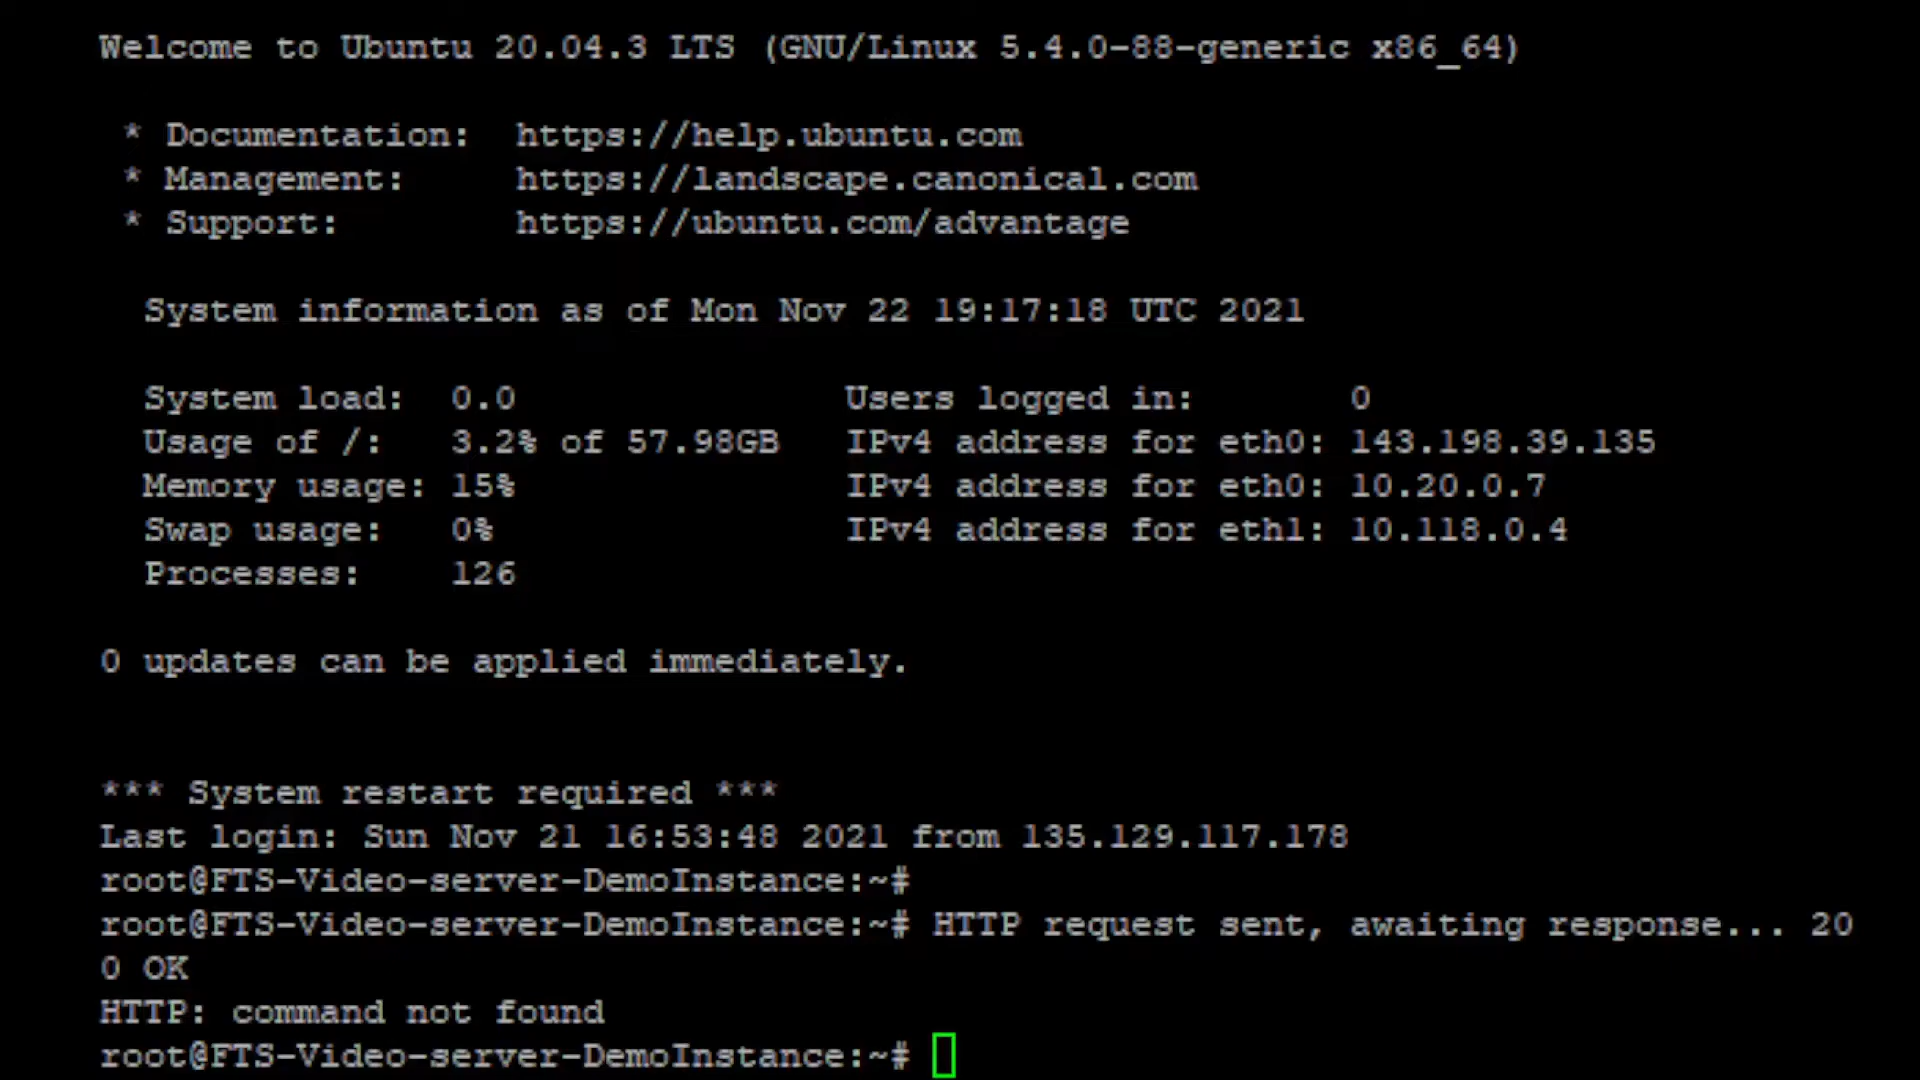 Welcome to Ubuntu 20.04.3 LTS (GNU/Linux 5.4.0-88-generic x86_64)
* Documentation: https://help.ubuntu.com
* Management: https://landscape.canonical.com
* Support: https://ubuntu.com/advantage
System information as of Mon Nov 22 19:17:18 UTC 2021
System load: 0.0 Users logged in: 0
Usage of /: 3.2% of 57.98GB IPv4 address for eth0: 143.198.39.135
Memory usage: 15% IPv4 address for eth0: 10.20.0.7
Swap usage: 0% IPv4 address for eth1: 10.118.0.4
Processes: 126
0 updates can be applied immediately.
*** System restart required ***
Last login: Sun Nov 21 16:53:48 2021 from 135.129.117.178
root@FTS-Video-server-DemoInstance:~#
root@FTS-Video-server-DemoInstance:~# HTTP request sent, awaiting response... 20
0 OK
HTTP: command not found
root@FTS-Video-server-DemoInstance:~#